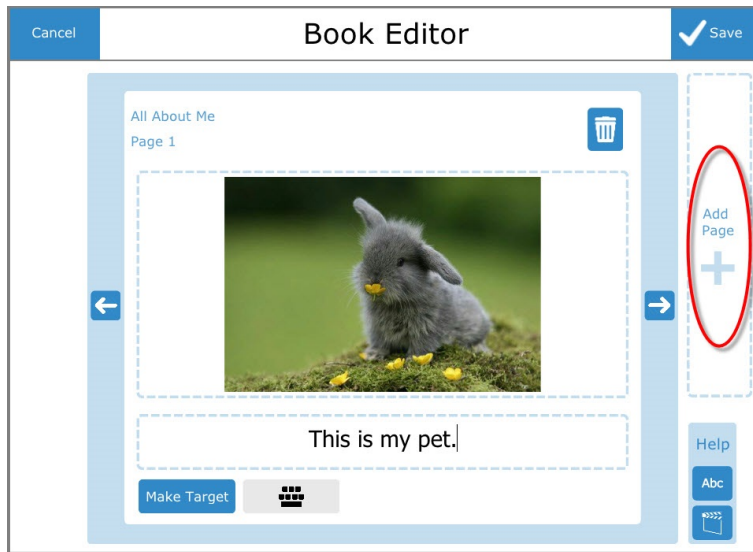 Cancel
Book Editor
Save
All About Me
Page 1
Add
Page
This is my pet.
Make Target
Help
Abc